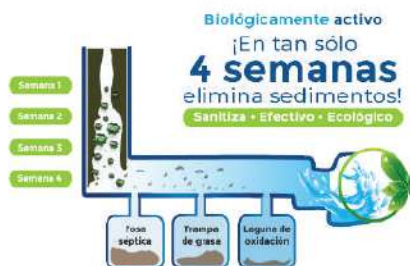 Biológicamente activo
¡En tan sólo
4 semanas
elimina sedimentos!
Sanitiza • Efectivo • Ecológico
Semana 1
Semana 2
Semana 3
Semana 4
Fosa
séptica
Trampa
de grasa
Laguna de
oxidación